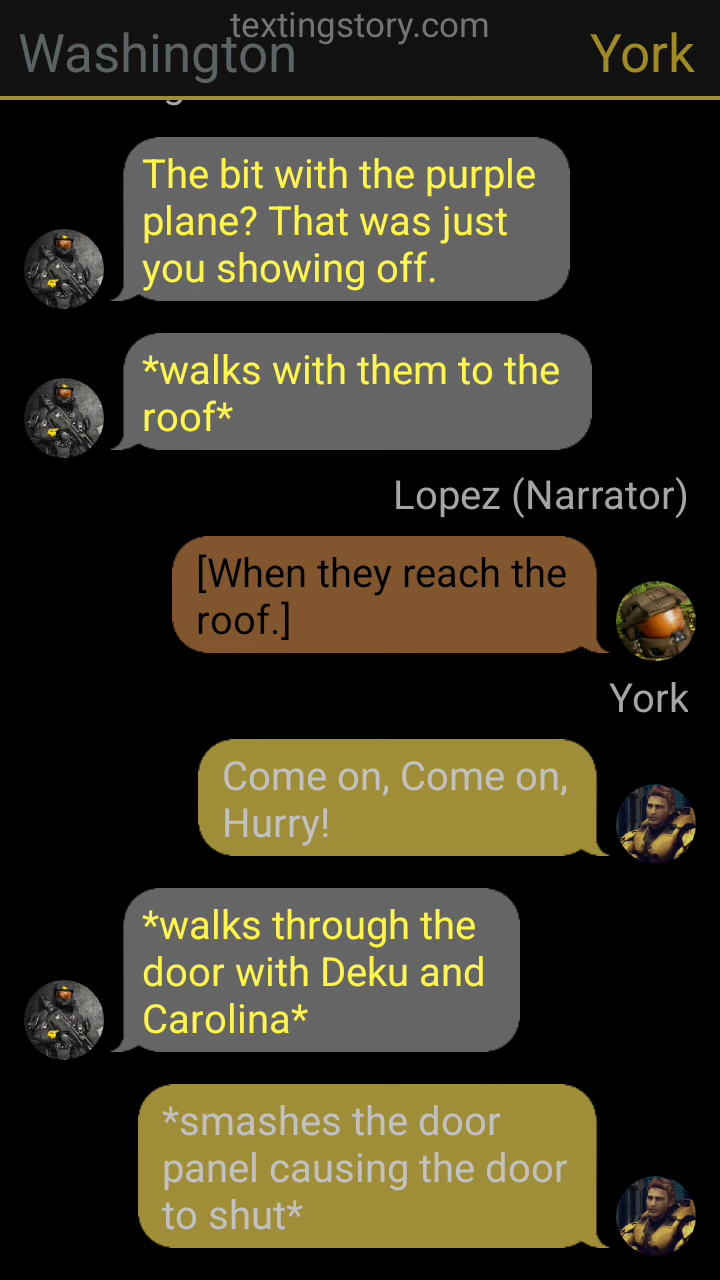 textingstory.com
Washington
York
The bit with the purple
plane? That was just
you showing off.
*walks with them to the
roof*
Lopez (Narrator)
[When they reach the
roof.]
York
Come on, Come on,
Hurry!
*walks through the
door with Deku and
Carolina*
*smashes the door
panel causing the door
to shut*